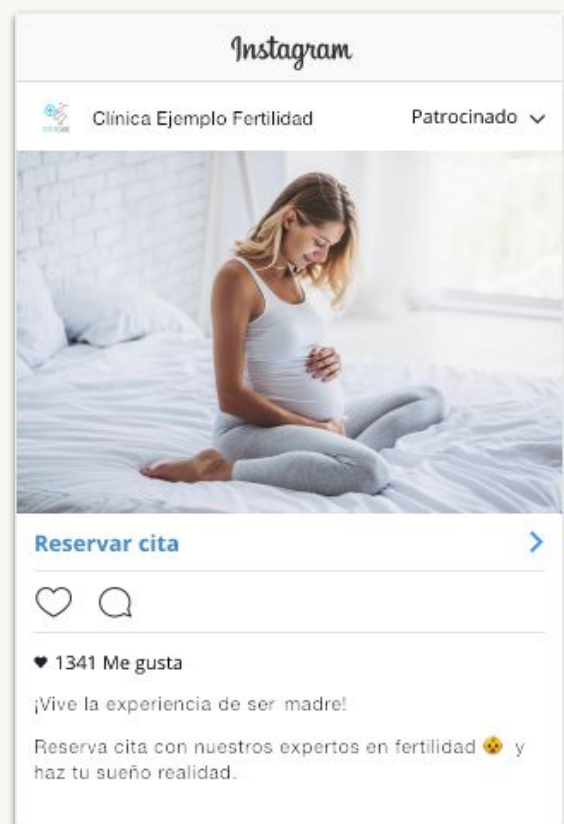 Instagram
Clínica Ejemplo Fertilidad
Patrocinado
Reservar cita
1341 Me gusta
¡Vive la experiencia de ser madre!
Reserva cita con nuestros expertos en fertilidad 👶 y
haz tu sueño realidad.